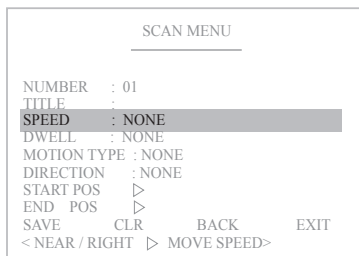 SCAN MENU
NUMBER : 01
TITLE :
SPEED : NONE
DWELL : NONE
MOTION TYPE : NONE
DIRECTION : NONE
START POS ▷
END POS ▷
SAVE CLR BACK EXIT
< NEAR / RIGHT ▷ MOVE SPEED>